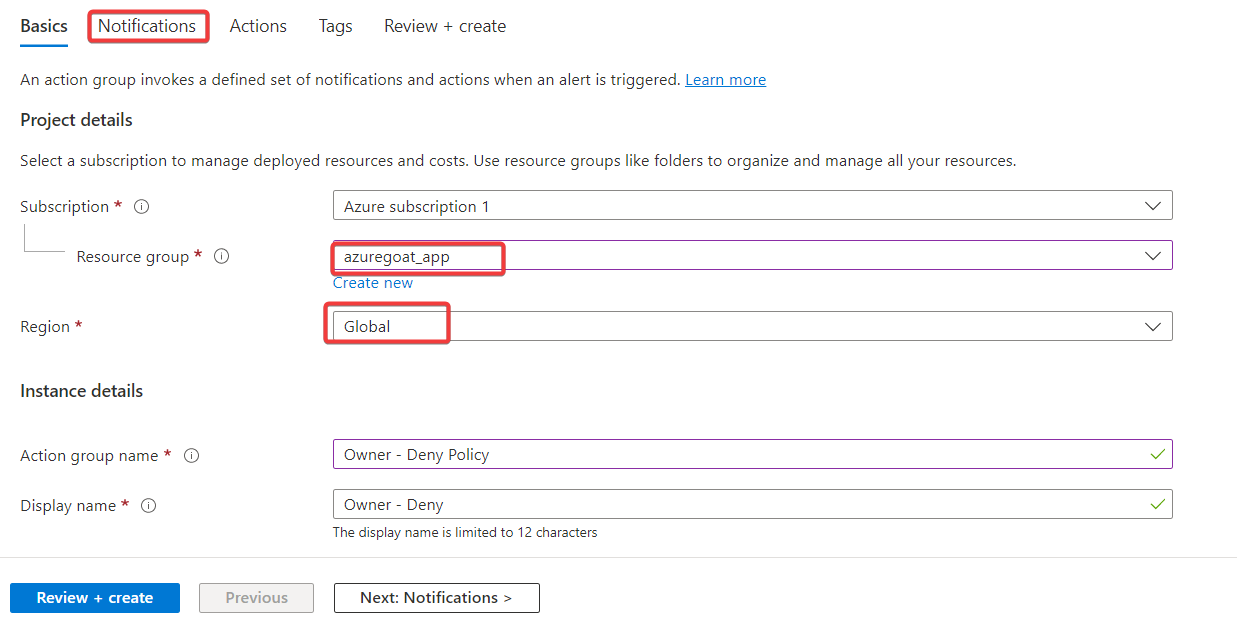 Basics Notifications Actions Tags Review + create
An action group invokes a defined set of notifications and actions when an alert is triggered. Learn more
Project details
Select a subscription to manage deployed resources and costs. Use resource groups like folders to organize and manage all your resources.
Subscription * Azure subscription 1
Resource group * azuregoat_app
Create new
Region * Global
Instance details
Action group name * Owner - Deny Policy
Display name * Owner - Deny
The display name is limited to 12 characters
Review + create Previous Next: Notifications >